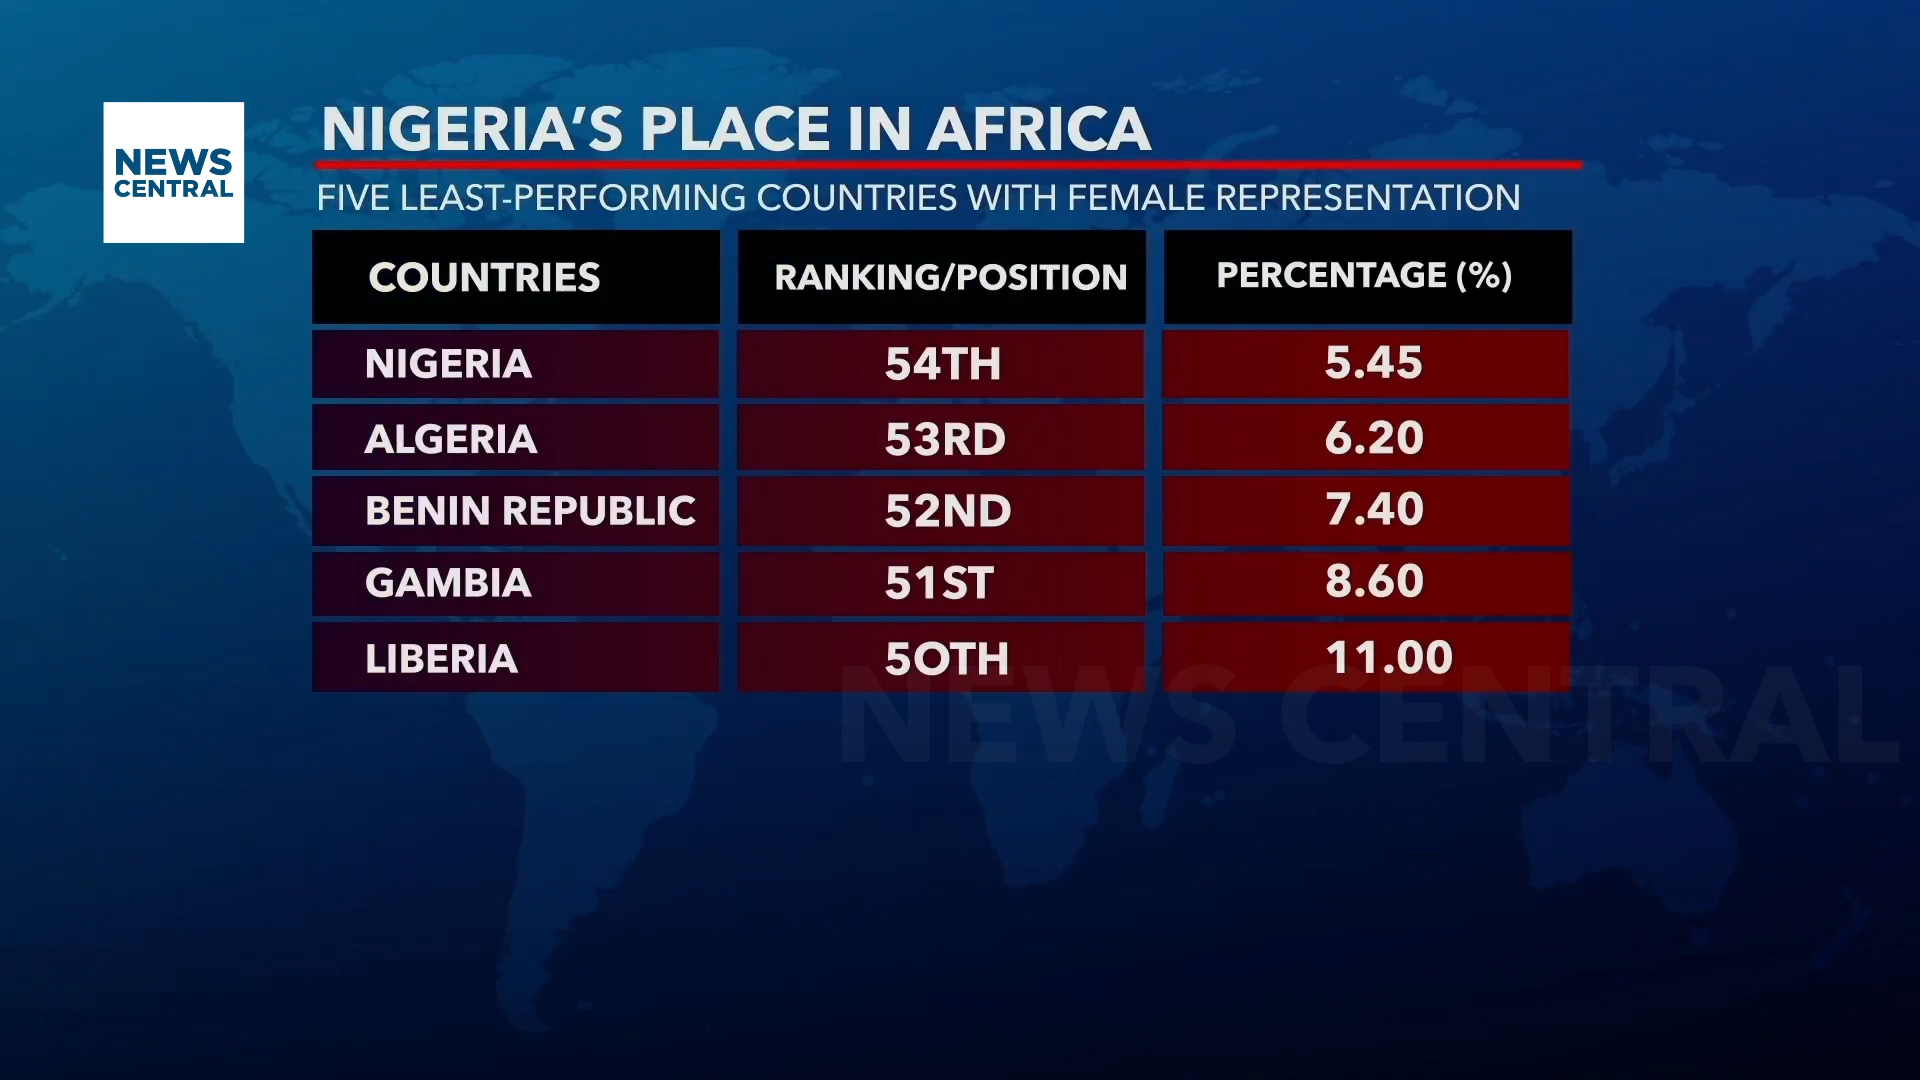 NEWS
CENTRAL
NIGERIA’S PLACE IN AFRICA
FIVE LEAST-PERFORMING COUNTRIES WITH FEMALE REPRESENTATION
COUNTRIES RANKING/POSITION PERCENTAGE (%)
NIGERIA 54TH 5.45
ALGERIA 53RD 6.20
BENIN REPUBLIC 52ND 7.40
GAMBIA 51ST 8.60
LIBERIA 5OTH 11.00
NEWS CENTRAL